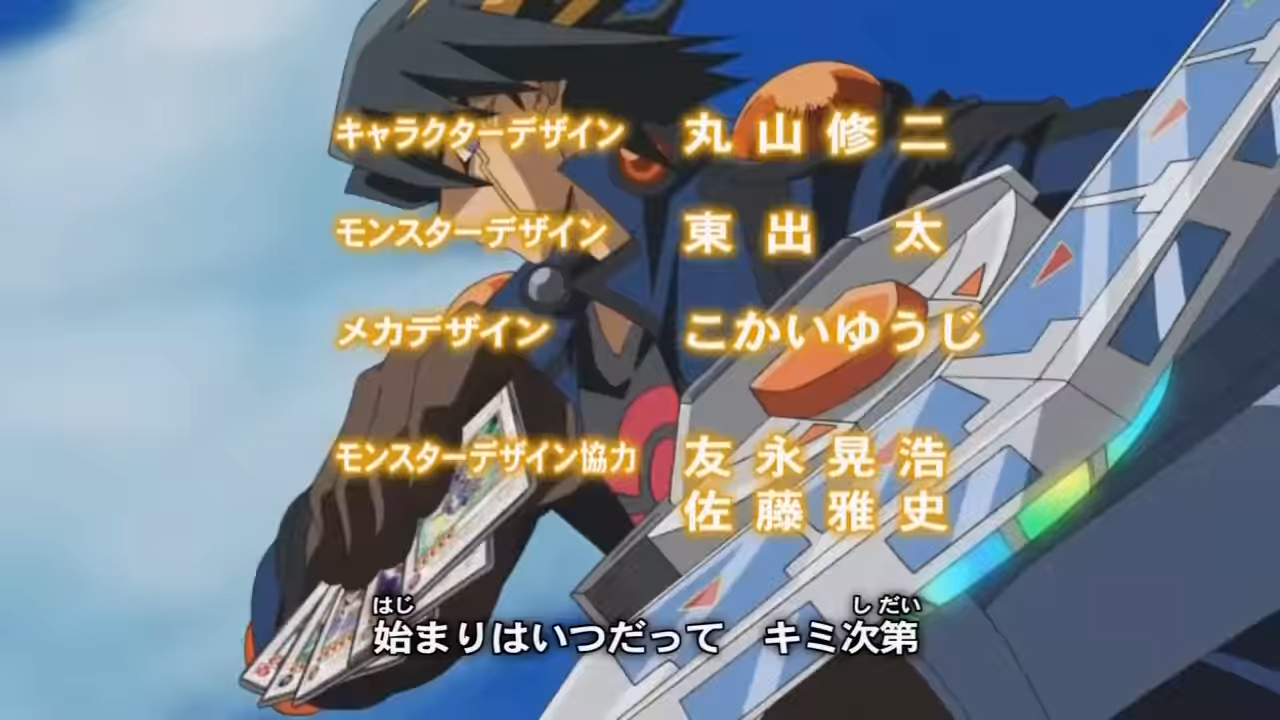 キャラクターデザイン 丸山修二
モンスターデザイン 東出 太
メカデザイン こかいゆうじ
モンスターデザイン協力 友永晃浩
佐藤雅史
はじ しだい
始まりはいつだって キミ次第